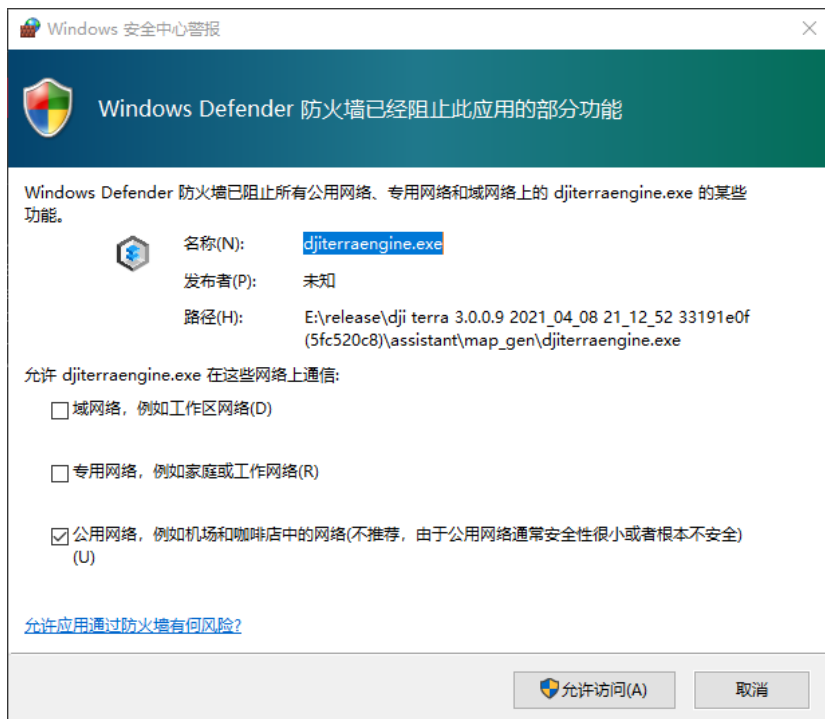 Windows 安全中心警报
Windows Defender 防火墙已经阻止此应用的部分功能
Windows Defender 防火墙已阻止所有公用网络、专用网络和域网络上的 djiterraengine.exe 的某些
功能。
名称(N): djiterraengine.exe
发布者(P): 未知
路径(H): E:\release\dji terra 3.0.0.9 2021_04_08 21_12_52 33191e0f
(5fc520c8)\assistant\map_gen\djiterraengine.exe
允许 djiterraengine.exe 在这些网络上通信:
域网络，例如工作区网络(D)
专用网络，例如家庭或工作网络(R)
公用网络，例如机场和咖啡店中的网络(不推荐，由于公用网络通常安全性很小或者根本不安全)
(U)
允许应用通过防火墙有何风险?
允许访问(A) 取消